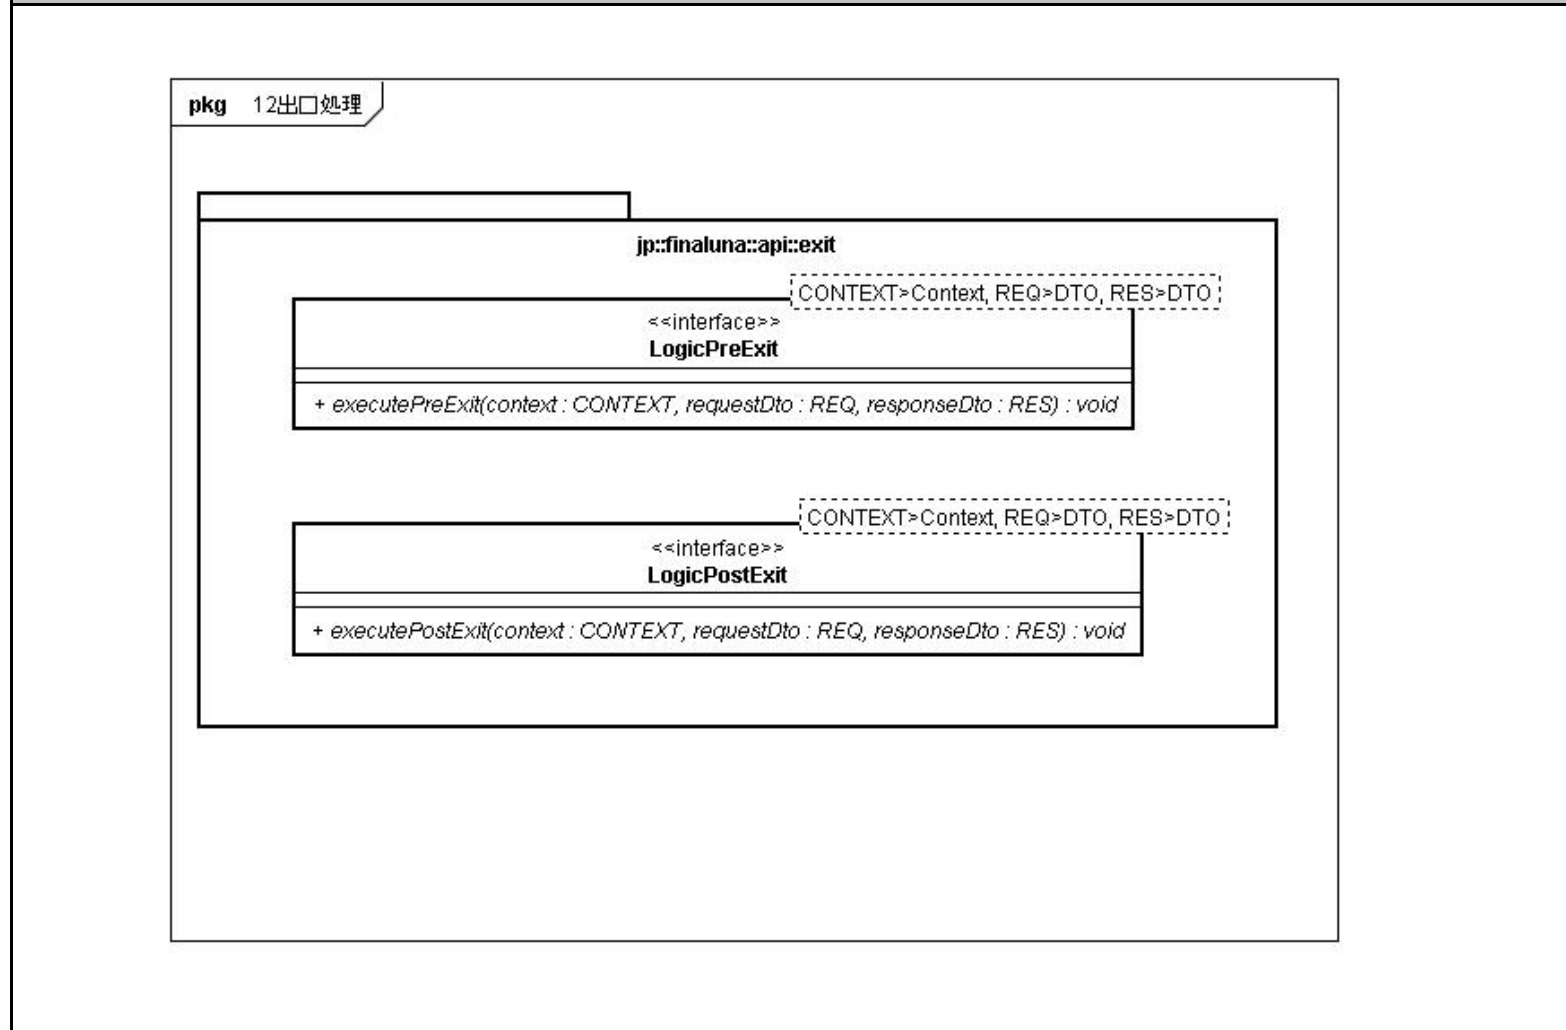 pkg 12出口処理
jp::finaluna::api::exit
CONTEXT>Context, REQ>DTO, RES>DTO
<<interface>>
LogicPreExit
+ executePreExit(context : CONTEXT, requestDto : REQ, responseDto : RES) : void
CONTEXT>Context, REQ>DTO, RES>DTO
<<interface>>
LogicPostExit
+ executePostExit(context : CONTEXT, requestDto : REQ, responseDto : RES) : void